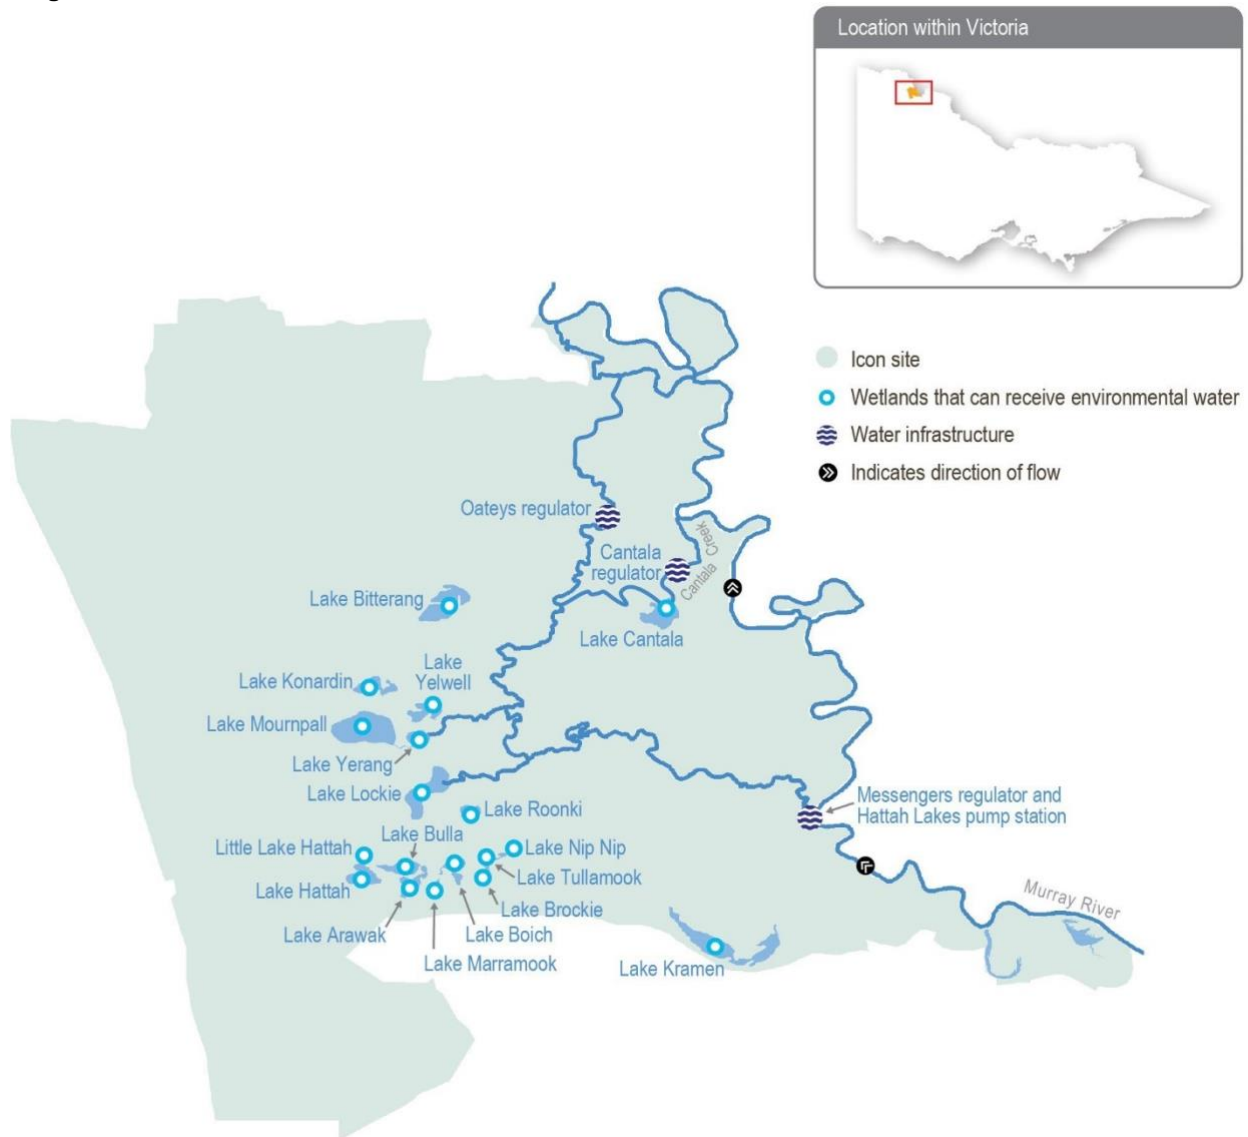 Location within Victoria
Icon site
Wetlands that can receive environmental water
Water infrastructure
Indicates direction of flow
Oateys regulator
Cantala
regulator
Cantala Creek
Lake Bitterang
Lake Cantala
Lake Konardin
Lake
Yelwell
Lake Mournpall
Lake Yerang
Lake Lockie
Messengers regulator and
Hattah Lakes pump station
Lake Roonki
Lake Bulla
Little Lake Hattah
Lake Nip Nip
Lake Hattah
Lake Tullamook
Lake Brockie
Murray River
Lake Arawak
Lake Boich
Lake Marramook
Lake Kramen